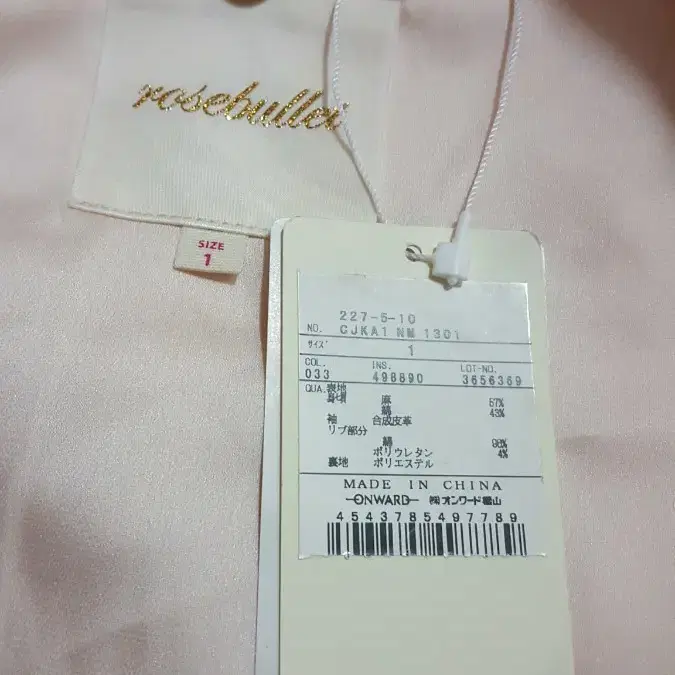 rosebullet
SIZE
1
227-5-10
NO. CJKA1 NM 1301
ｻｲｽﾞ 1
COL. INS. LOT-NO.
033 498890 3656369
QUA. 表地
身頃 麻 57%
綿 43%
袖 合成皮革
リブ部分
綿 96%
ポリウレタン 4%
裏地 ポリエステル
MADE IN CHINA
ONWARD ㈱オンワード樫山
4543785497789